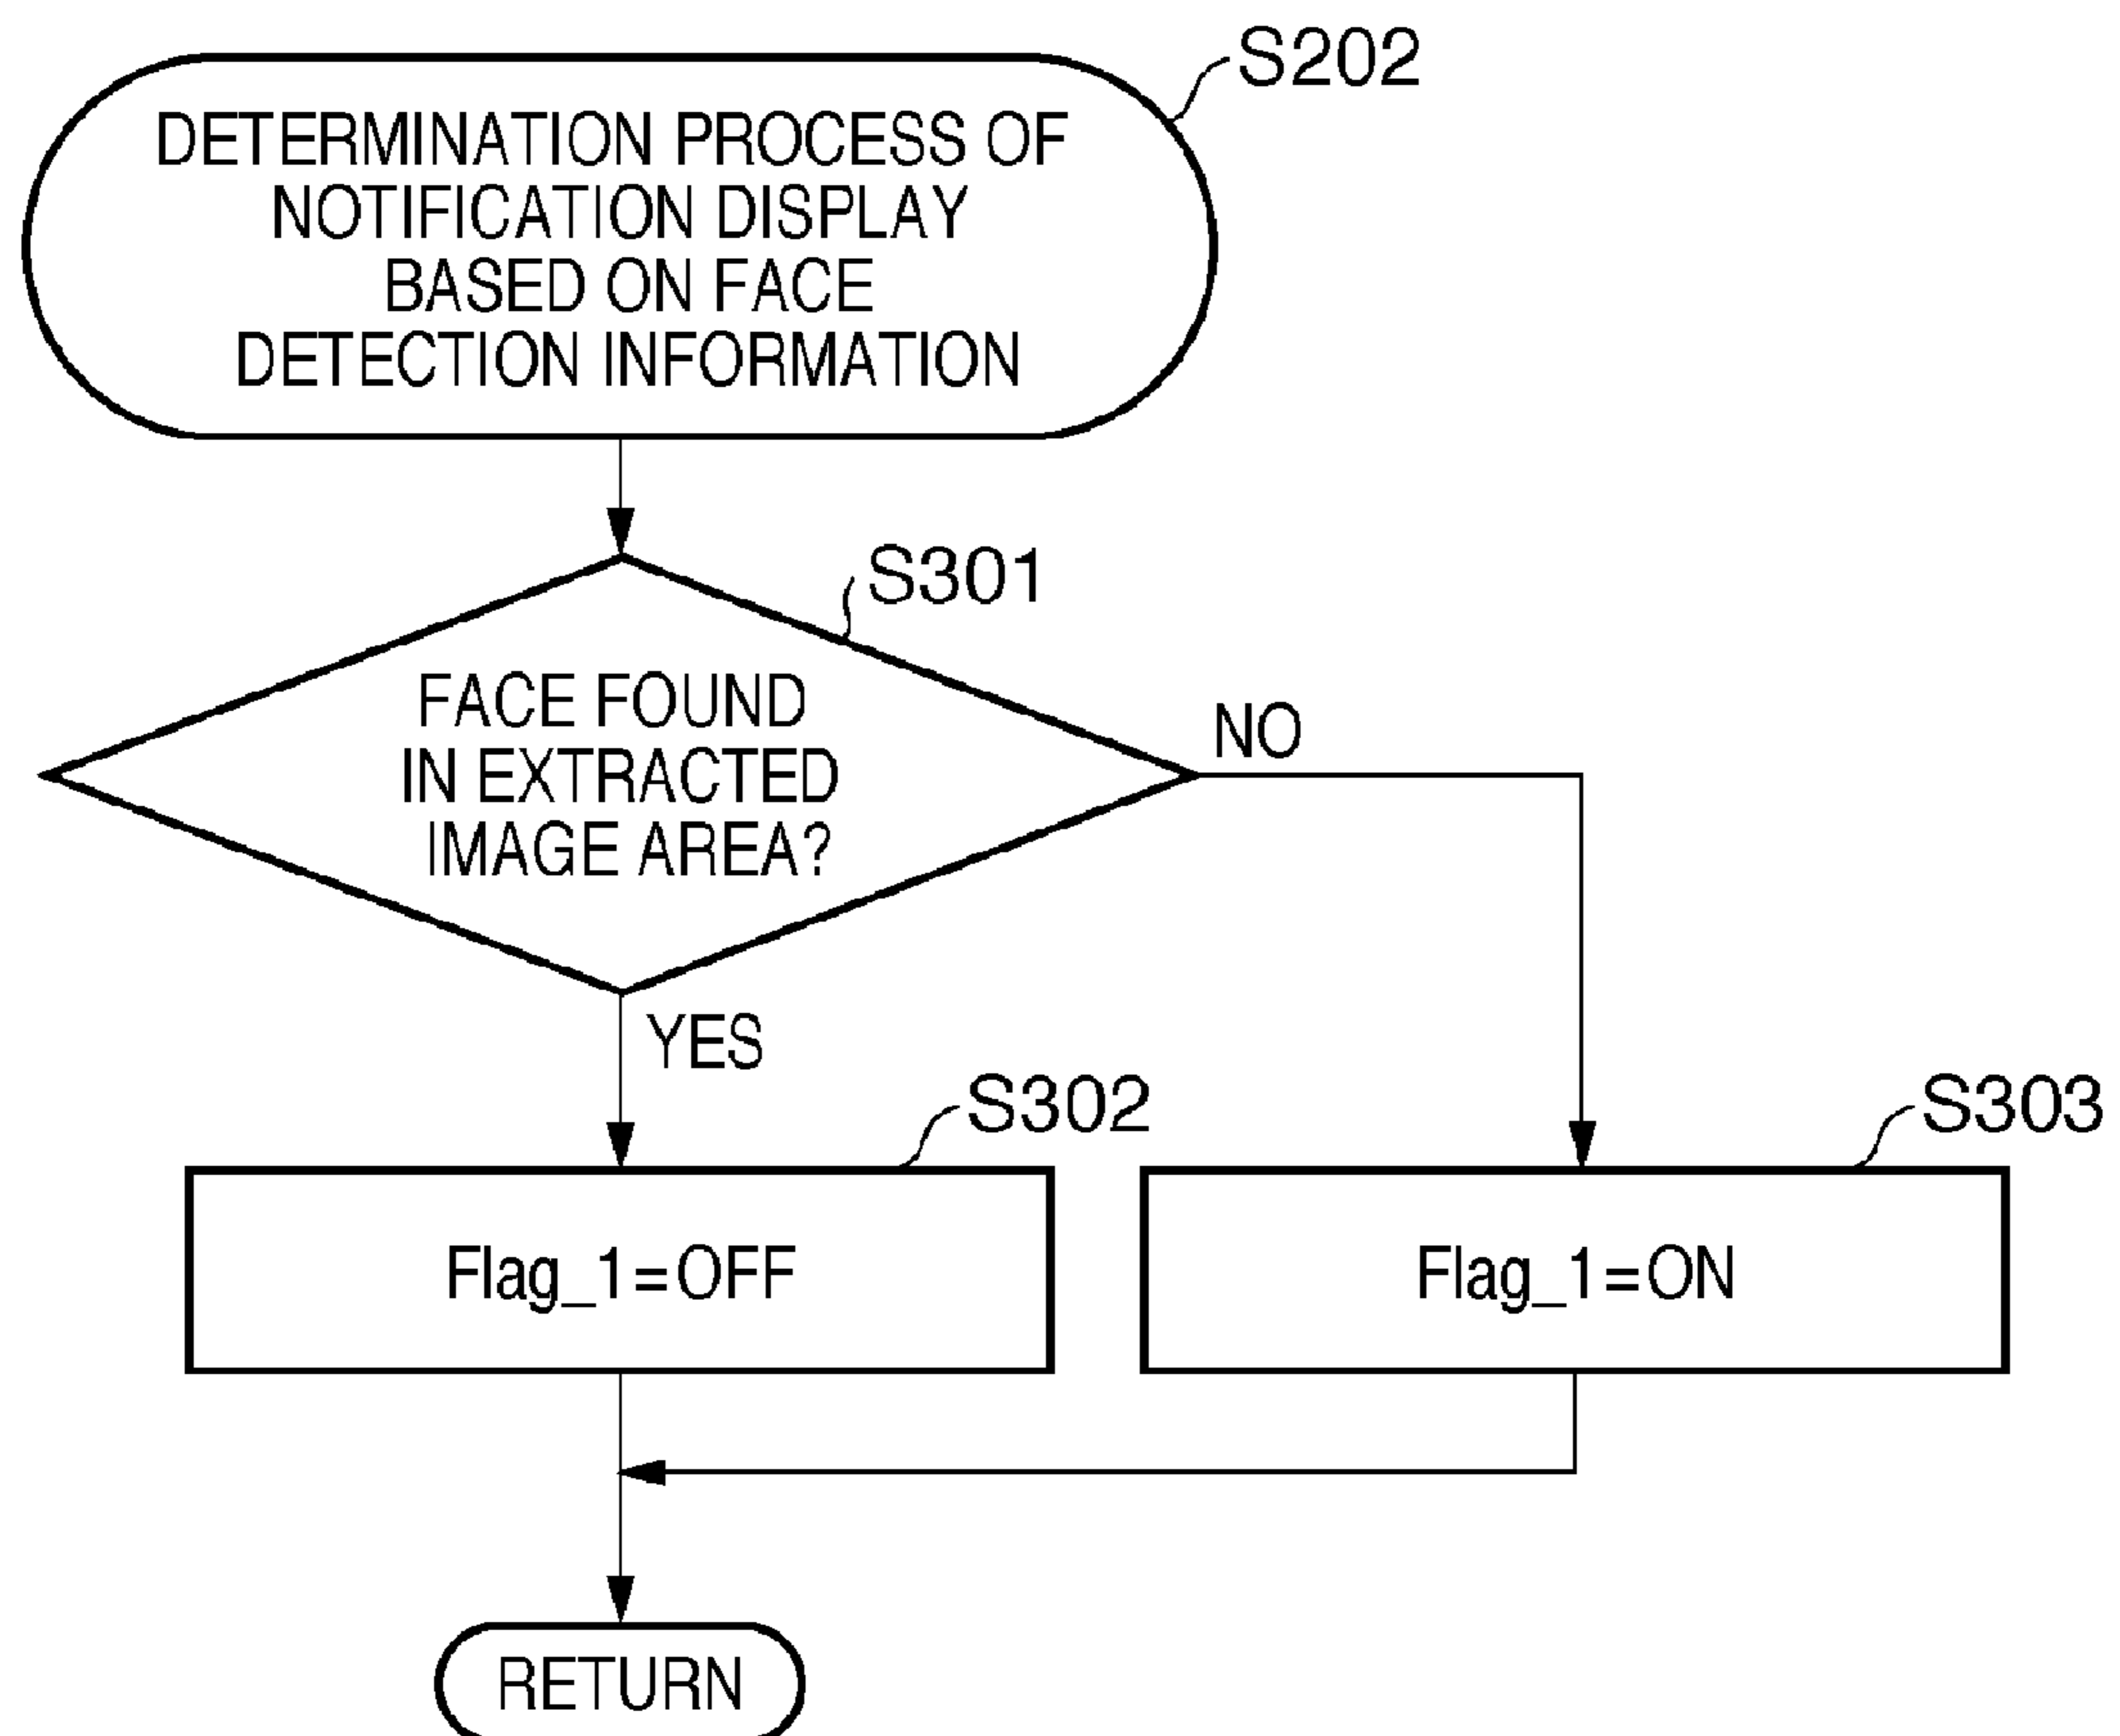 S202
DETERMINATION PROCESS OF
NOTIFICATION DISPLAY
BASED ON FACE
DETECTION INFORMATION
S301
FACE FOUND
IN EXTRACTED
IMAGE AREA?
NO
YES
S302
Flag_1=OFF
S303
Flag_1=ON
RETURN